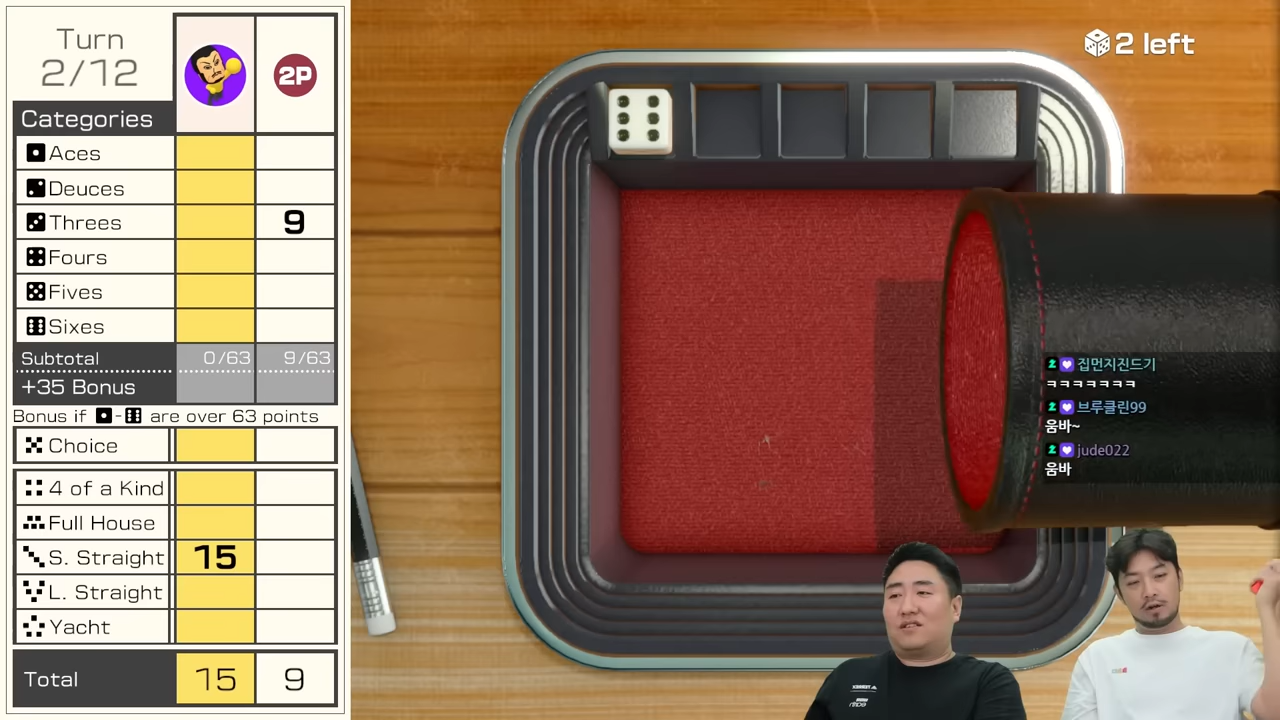 Turn
2/12
2P
Categories
Aces
Deuces
Threes 9
Fours
Fives
Sixes
Subtotal 0/63 9/63
+35 Bonus
Bonus if - are over 63 points
Choice
4 of a Kind
Full House
S. Straight 15
L. Straight
Yacht
Total 15 9
2 left
집먼지진드기
ㅋㅋㅋㅋㅋㅋㅋ
브루클린99
움바~
jude022
움바